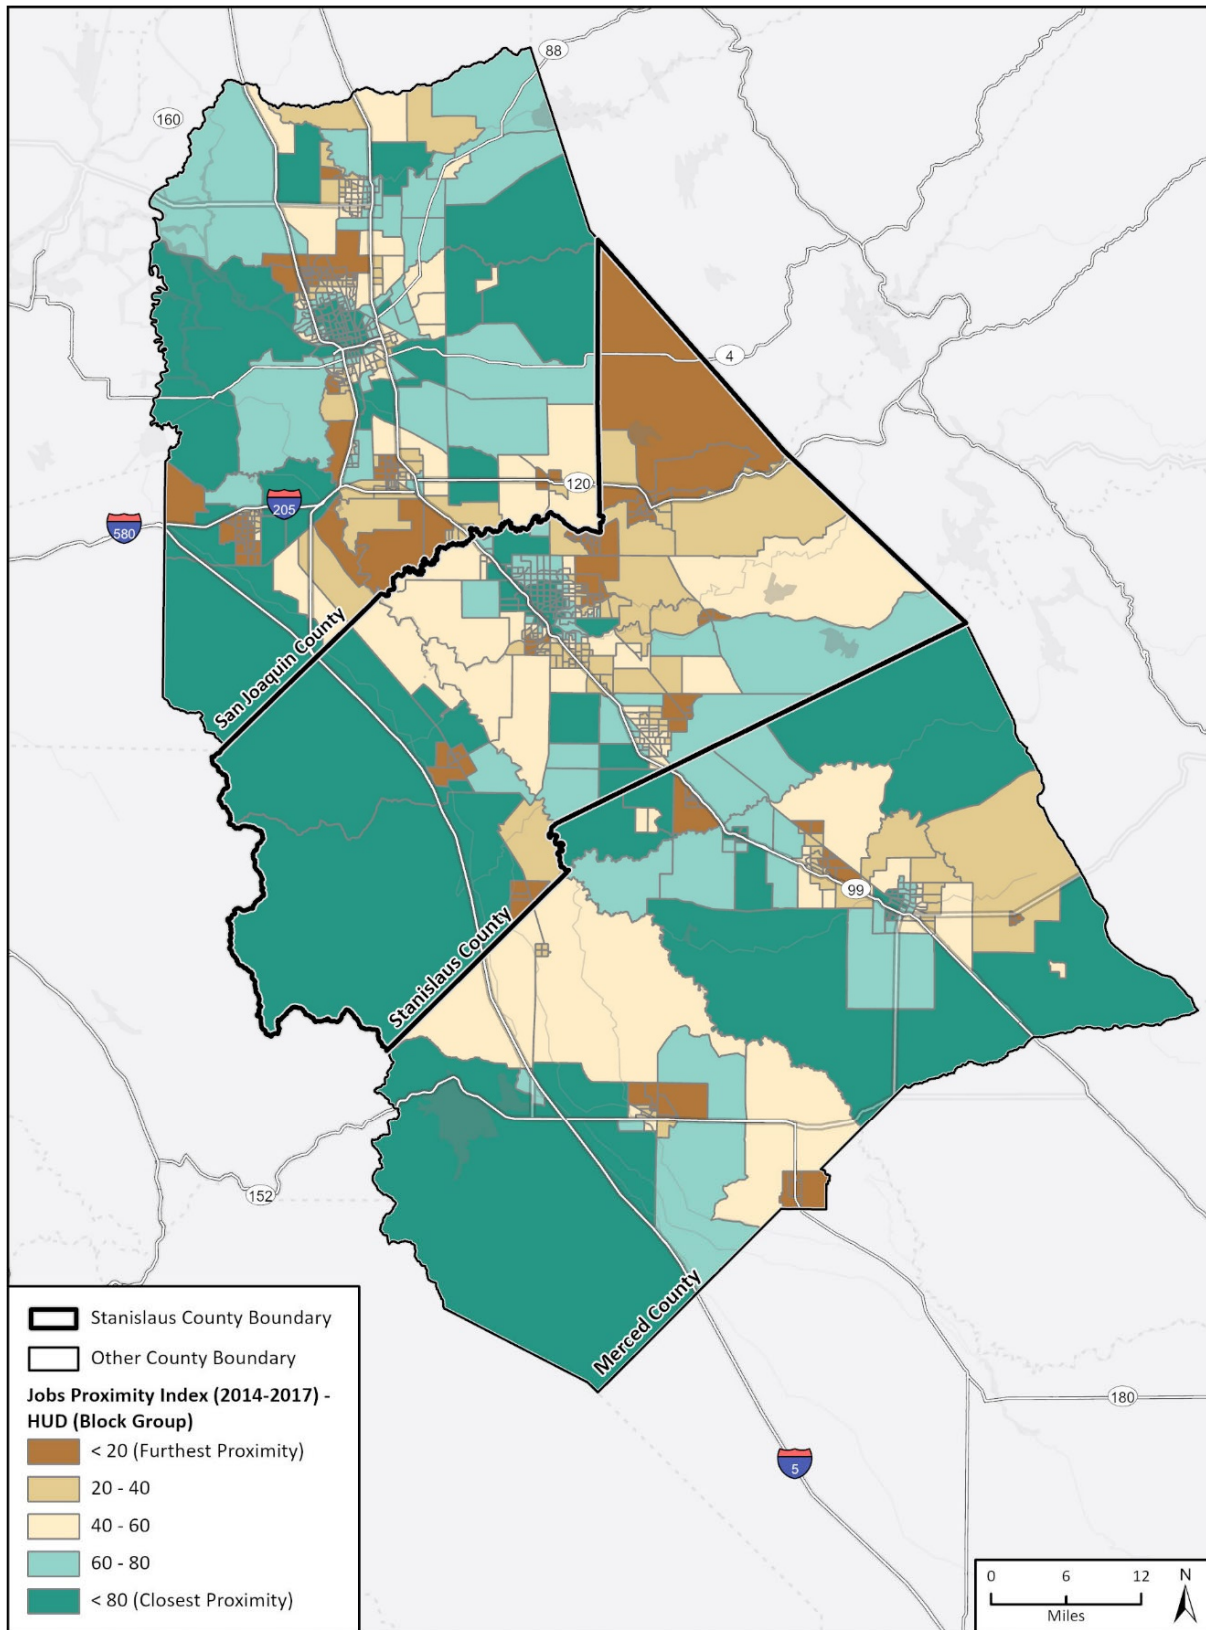 88
160
4
120
205
580
San Joaquin County
99
Stanislaus County
152
Merced County
180
5
Stanislaus County Boundary
Other County Boundary
Jobs Proximity Index (2014-2017) -
HUD (Block Group)
< 20 (Furthest Proximity)
20 - 40
40 - 60
60 - 80
< 80 (Closest Proximity)
0 6 12
Miles
N